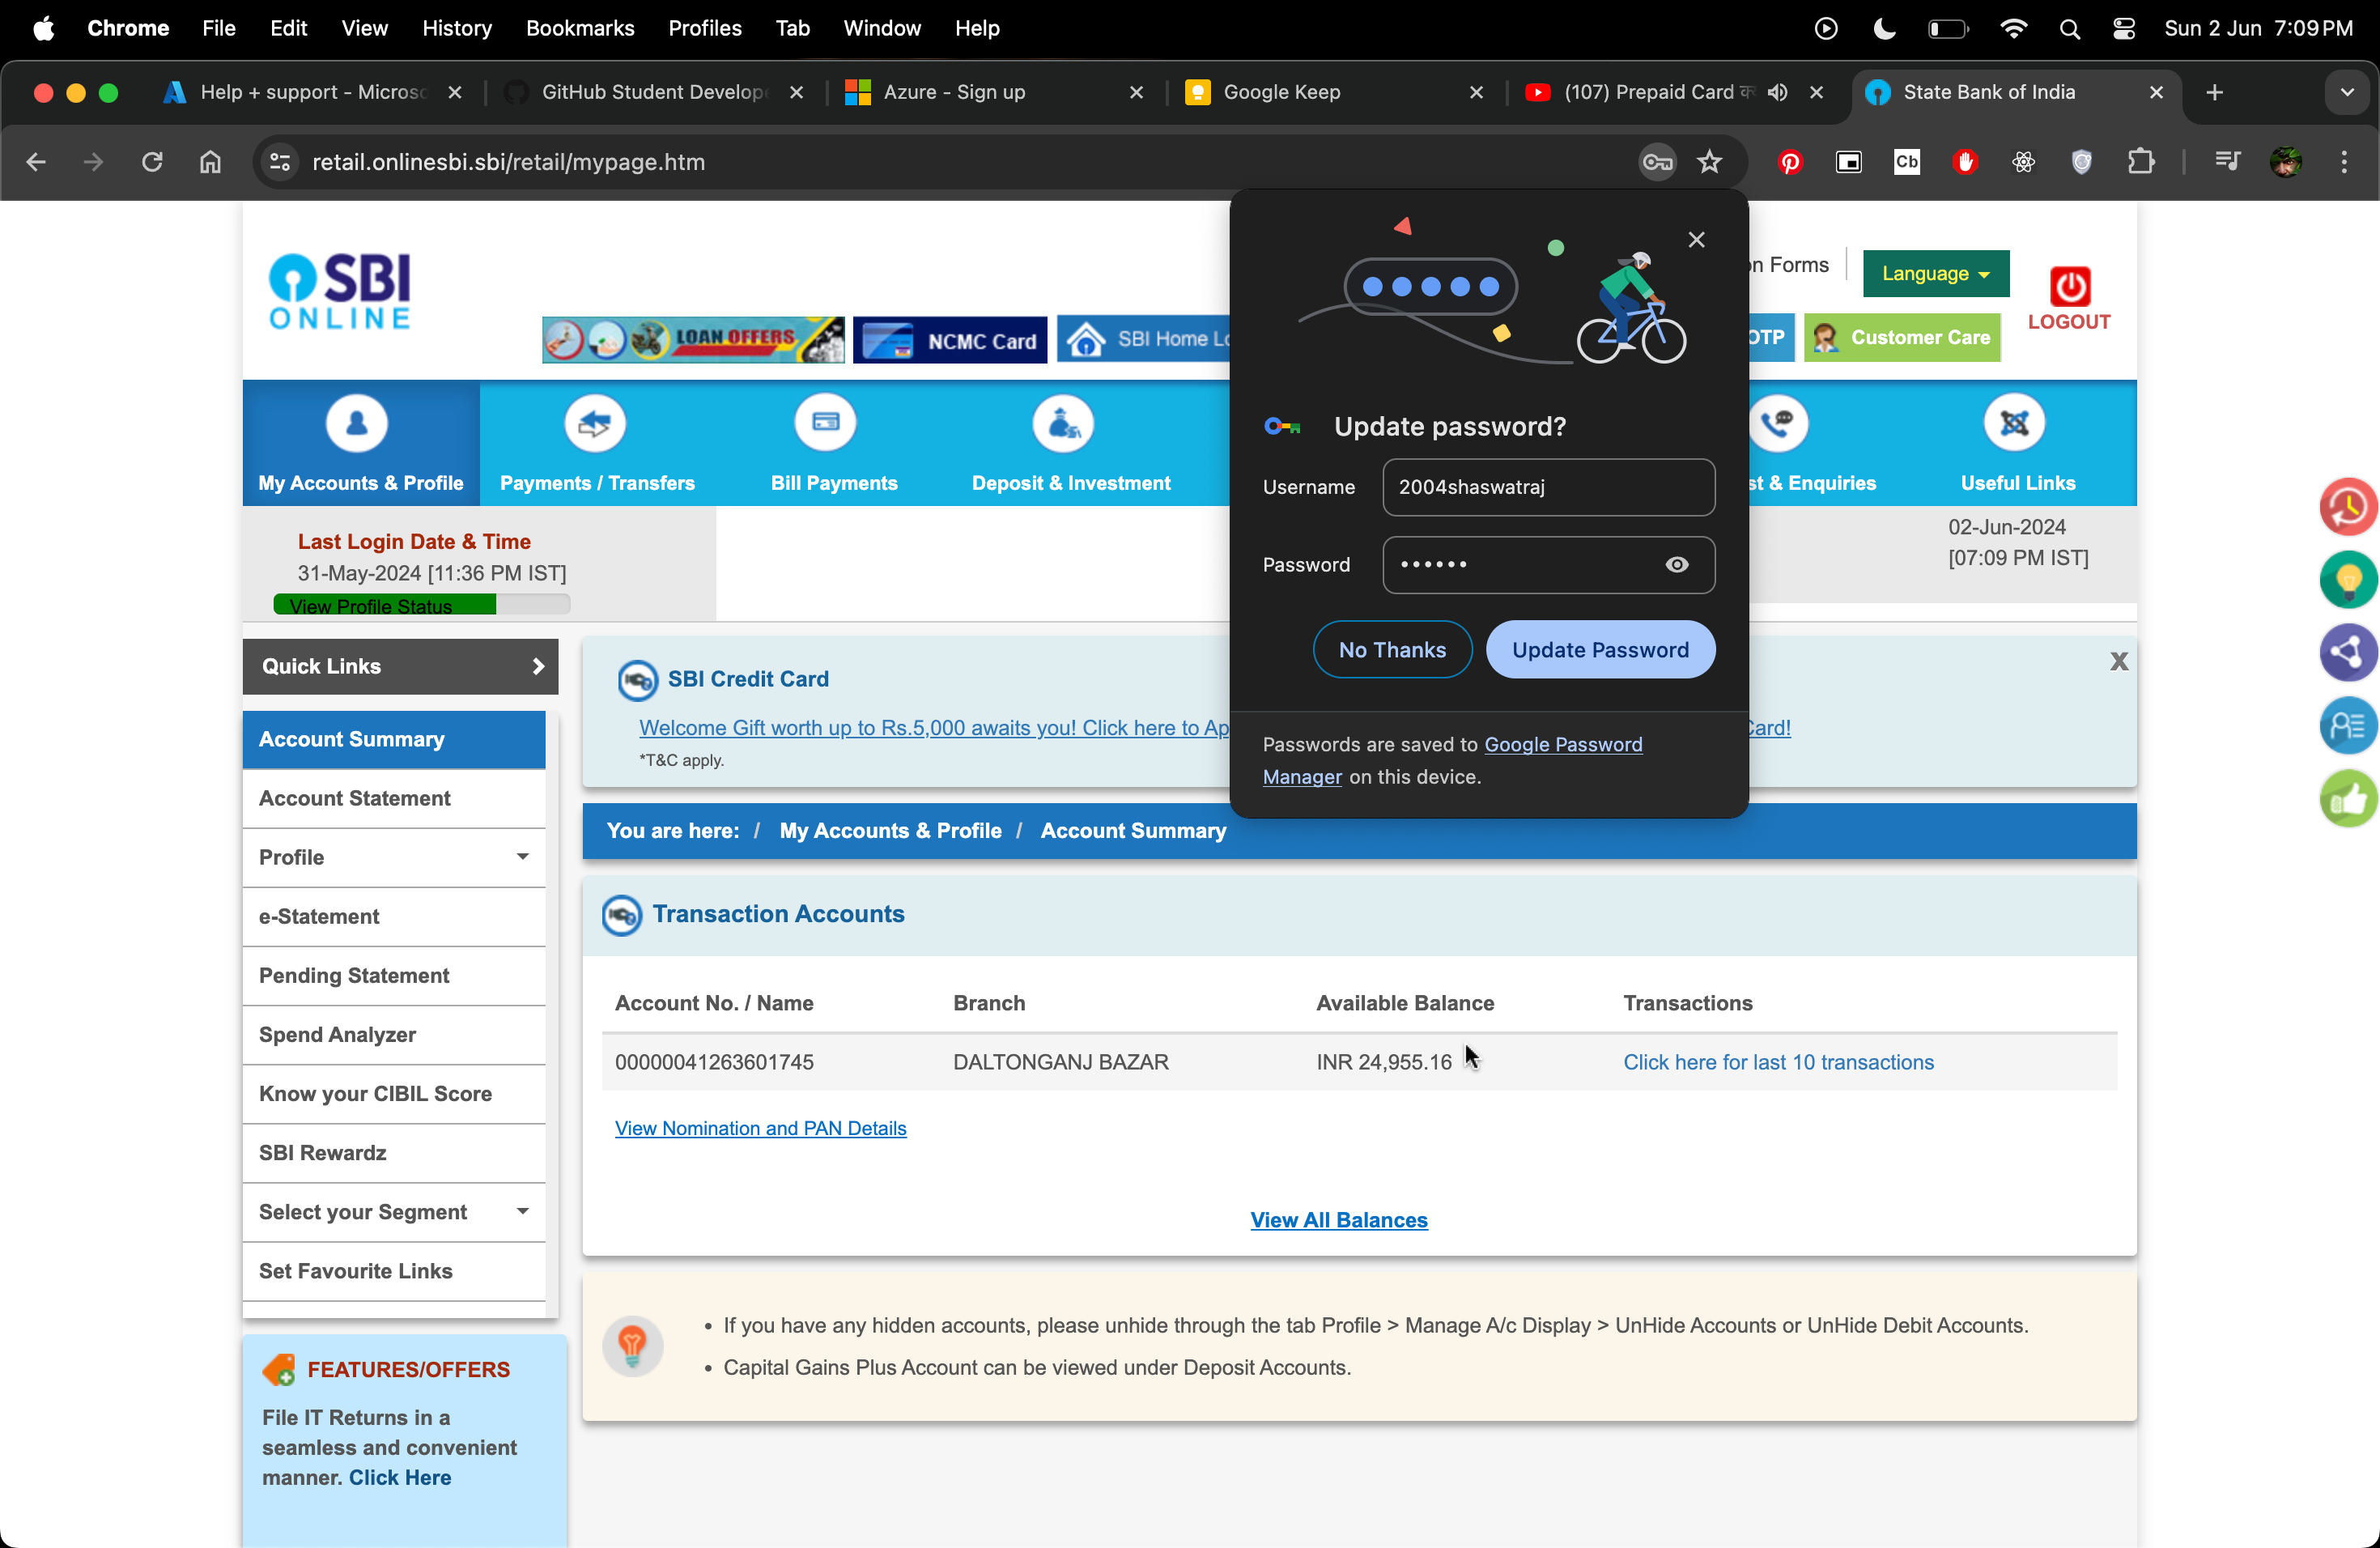 Chrome File Edit View History Bookmarks Profiles Tab Window Help Sun 2 Jun 7:09 PM
Help + support - Microso GitHub Student Develope Azure - Sign up Google Keep (107) Prepaid Card State Bank of India
retail.onlinesbi.sbi/retail/mypage.htm Cb
SBI
ONLINE
LOAN OFFERS NCMC Card SBI Home Lo
n Forms Language LOGOUT
OTP Customer Care
My Accounts & Profile Payments / Transfers Bill Payments Deposit & Investment st & Enquiries Useful Links
Last Login Date & Time
31-May-2024 [11:36 PM IST]
View Profile Status
02-Jun-2024
[07:09 PM IST]
Update password?
Username 2004shaswatraj
Password ••••••
No Thanks Update Password
Passwords are saved to Google Password
Manager on this device.
Quick Links
Account Summary
Account Statement
Profile
e-Statement
Pending Statement
Spend Analyzer
Know your CIBIL Score
SBI Rewardz
Select your Segment
Set Favourite Links
SBI Credit Card X
Welcome Gift worth up to Rs.5,000 awaits you! Click here to Ap Card!
*T&C apply.
You are here: / My Accounts & Profile / Account Summary
Transaction Accounts
Account No. / Name Branch Available Balance Transactions
00000041263601745 DALTONGANJ BAZAR INR 24,955.16 Click here for last 10 transactions
View Nomination and PAN Details
View All Balances
• If you have any hidden accounts, please unhide through the tab Profile > Manage A/c Display > UnHide Accounts or UnHide Debit Accounts.
• Capital Gains Plus Account can be viewed under Deposit Accounts.
FEATURES/OFFERS
File IT Returns in a
seamless and convenient
manner. Click Here